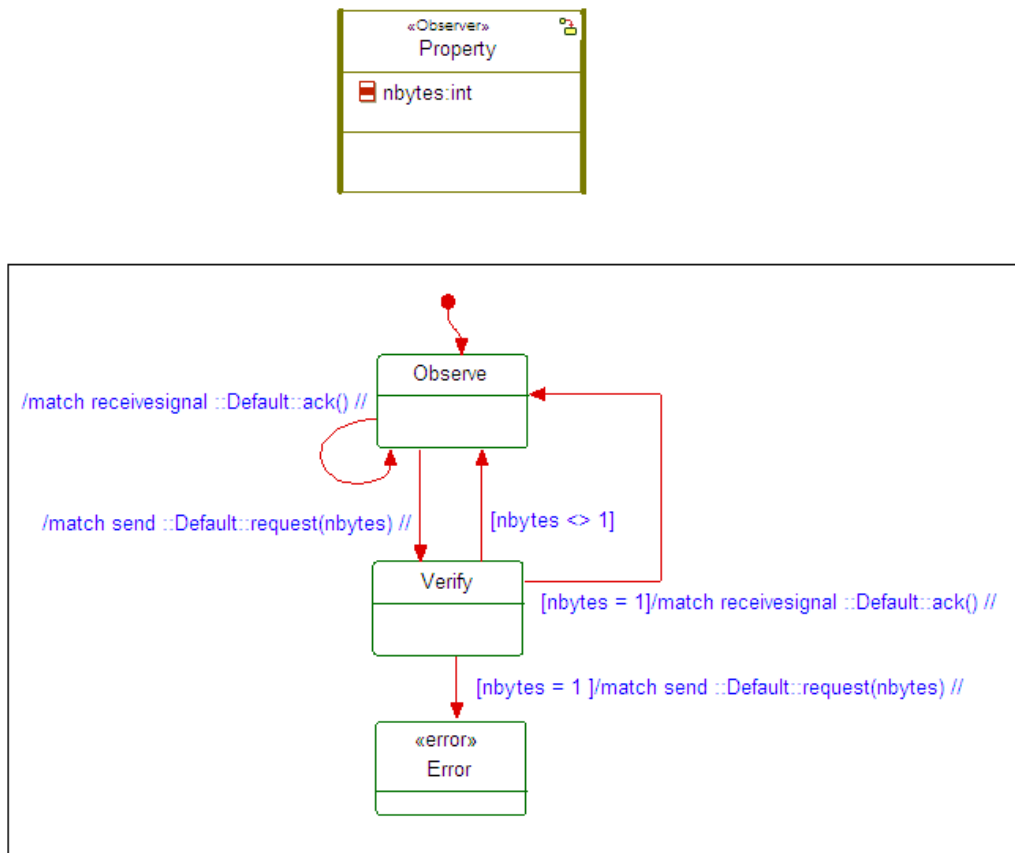 «Observer»
Property
nbytes:int
Observe
/match receivesignal ::Default::ack() //
/match send ::Default::request(nbytes) //
[nbytes <> 1]
Verify
[nbytes = 1]/match receivesignal ::Default::ack() //
[nbytes = 1 ]/match send ::Default::request(nbytes) //
«error»
Error